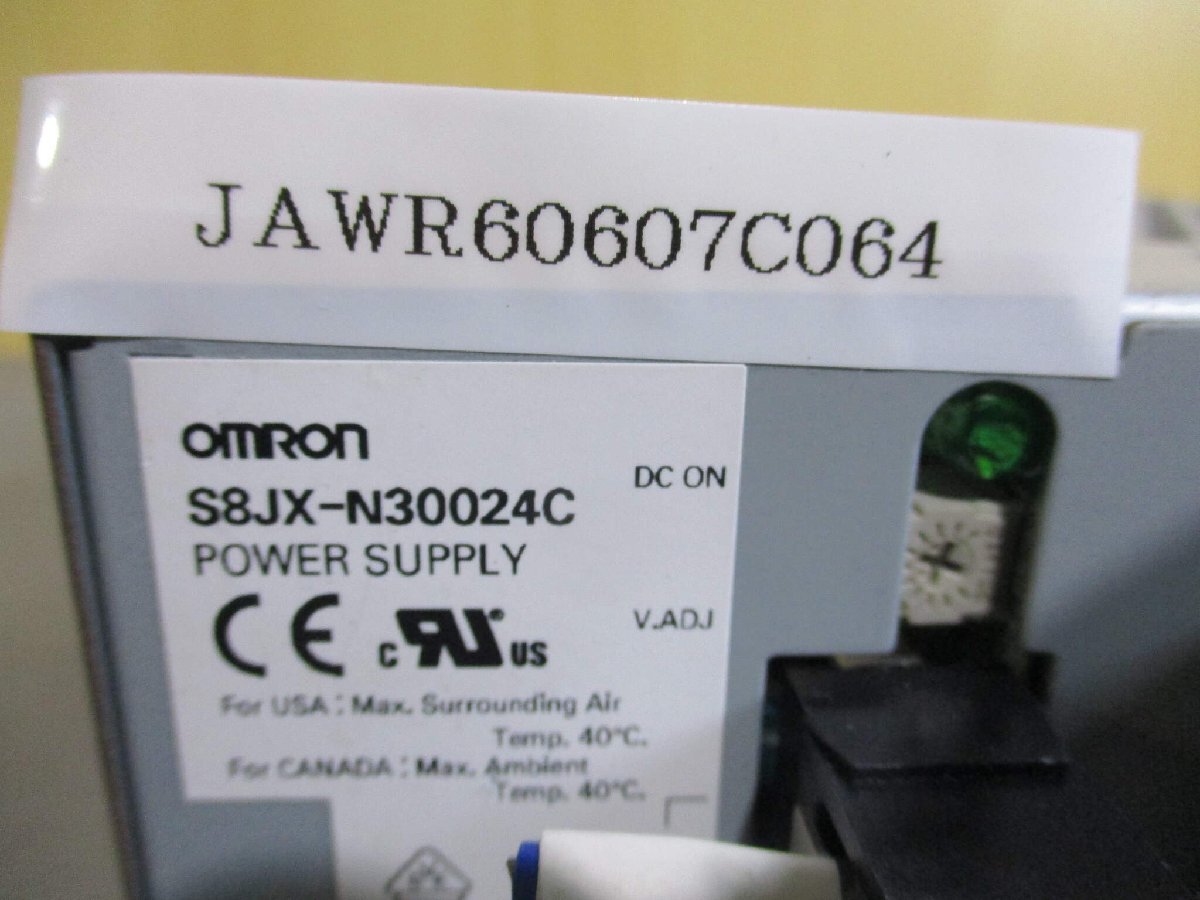 JAWR60607C064
OMRON
S8JX-N30024C
POWER SUPPLY
DC ON
CE c RU US
V.ADJ
For USA : Max. Surrounding Air
Temp. 40°C.
For CANADA : Max. Ambient
Temp. 40°C.